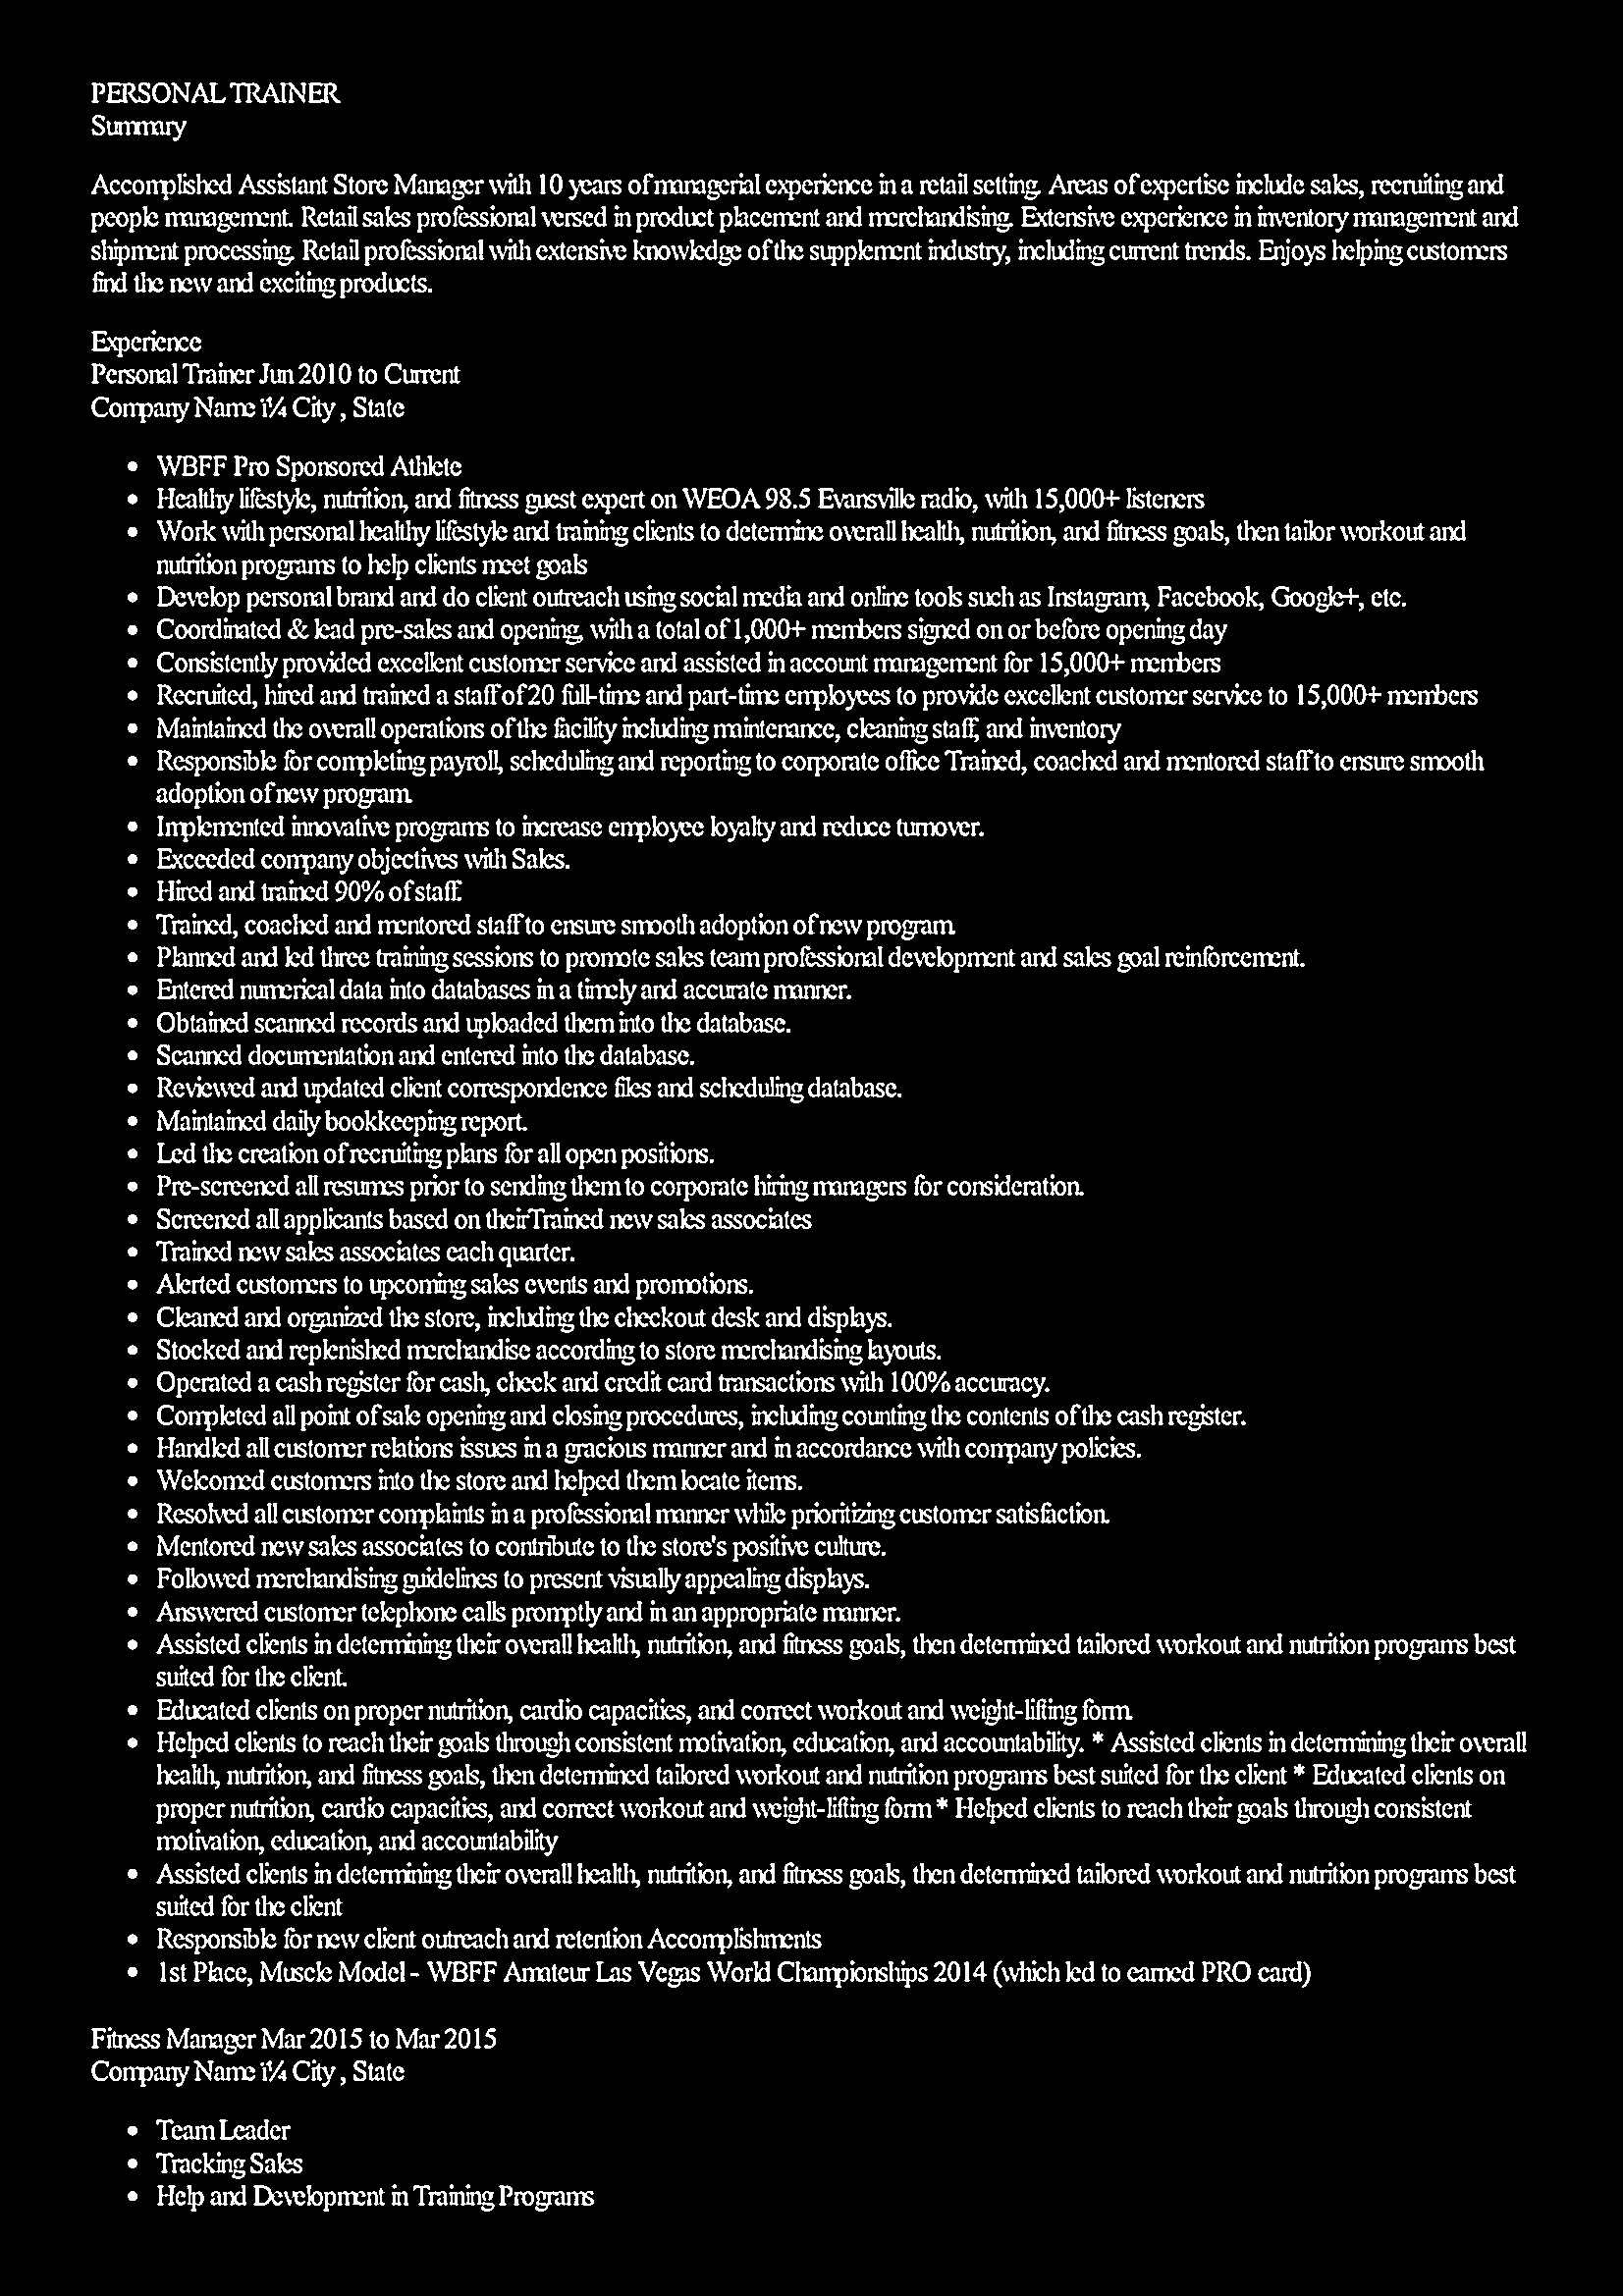 PERSONAL TRAINER
Summary
Accomplished Assistant Store Manager with 10 years of managerial experience in a retail setting. Areas of expertise include sales, recruiting and
people management. Retail sales professional versed in product placement and merchandising. Extensive experience in inventory management and
shipment processing. Retail professional with extensive knowledge of the supplement industry, including current trends. Enjoys helping customers
find the new and exciting products.
Experience
Personal Trainer Jun 2010 to Current
Company Name ï¼ City , State
• WBFF Pro Sponsored Athlete
• Healthy lifestyle, nutrition, and fitness guest expert on WEOA 98.5 Evansville radio, with 15,000+ listeners
• Work with personal healthy lifestyle and training clients to determine overall health, nutrition, and fitness goals, then tailor workout and
nutrition programs to help clients meet goals
• Develop personal brand and do client outreach using social media and online tools such as Instagram, Facebook, Google+, etc.
• Coordinated & lead pre-sales and opening, with a total of 1,000+ members signed on or before opening day
• Consistently provided excellent customer service and assisted in account management for 15,000+ members
• Recruited, hired and trained a staff of 20 full-time and part-time employees to provide excellent customer service to 15,000+ members
• Maintained the overall operations of the facility including maintenance, cleaning staff, and inventory
• Responsible for completing payroll, scheduling and reporting to corporate office Trained, coached and mentored staff to ensure smooth
adoption of new program.
• Implemented innovative programs to increase employee loyalty and reduce turnover.
• Exceeded company objectives with Sales.
• Hired and trained 90% of staff.
• Trained, coached and mentored staff to ensure smooth adoption of new program.
• Planned and led three training sessions to promote sales team professional development and sales goal reinforcement.
• Entered numerical data into databases in a timely and accurate manner.
• Obtained scanned records and uploaded them into the database.
• Scanned documentation and entered into the database.
• Reviewed and updated client correspondence files and scheduling database.
• Maintained daily bookkeeping report.
• Led the creation of recruiting plans for all open positions.
• Pre-screened all resumes prior to sending them to corporate hiring managers for consideration.
• Screened all applicants based on theirTrained new sales associates
• Trained new sales associates each quarter.
• Alerted customers to upcoming sales events and promotions.
• Cleaned and organized the store, including the checkout desk and displays.
• Stocked and replenished merchandise according to store merchandising layouts.
• Operated a cash register for cash, check and credit card transactions with 100% accuracy.
• Completed all point of sale opening and closing procedures, including counting the contents of the cash register.
• Handled all customer relations issues in a gracious manner and in accordance with company policies.
• Welcomed customers into the store and helped them locate items.
• Resolved all customer complaints in a professional manner while prioritizing customer satisfaction.
• Mentored new sales associates to contribute to the store's positive culture.
• Followed merchandising guidelines to present visually appealing displays.
• Answered customer telephone calls promptly and in an appropriate manner.
• Assisted clients in determining their overall health, nutrition, and fitness goals, then determined tailored workout and nutrition programs best
suited for the client.
• Educated clients on proper nutrition, cardio capacities, and correct workout and weight-lifting form.
• Helped clients to reach their goals through consistent motivation, education, and accountability. * Assisted clients in determining their overall
health, nutrition, and fitness goals, then determined tailored workout and nutrition programs best suited for the client * Educated clients on
proper nutrition, cardio capacities, and correct workout and weight-lifting form * Helped clients to reach their goals through consistent
motivation, education, and accountability
• Assisted clients in determining their overall health, nutrition, and fitness goals, then determined tailored workout and nutrition programs best
suited for the client
• Responsible for new client outreach and retention Accomplishments
• 1st Place, Muscle Model - WBFF Amateur Las Vegas World Championships 2014 (which led to earned PRO card)
Fitness Manager Mar 2015 to Mar 2015
Company Name ï¼ City , State
• Team Leader
• Tracking Sales
• Help and Development in Training Programs